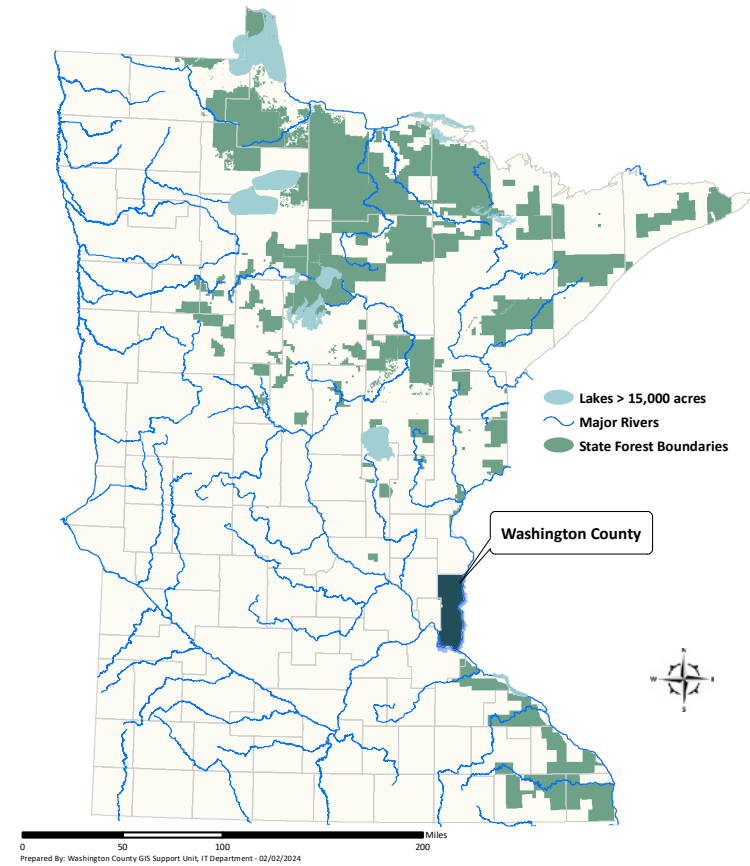 Lakes > 15,000 acres
Major Rivers
State Forest Boundaries
Washington County
N
W
S
Miles
0 50 100 200
Prepared By: Washington County GIS Support Unit, IT Department - 02/02/2024